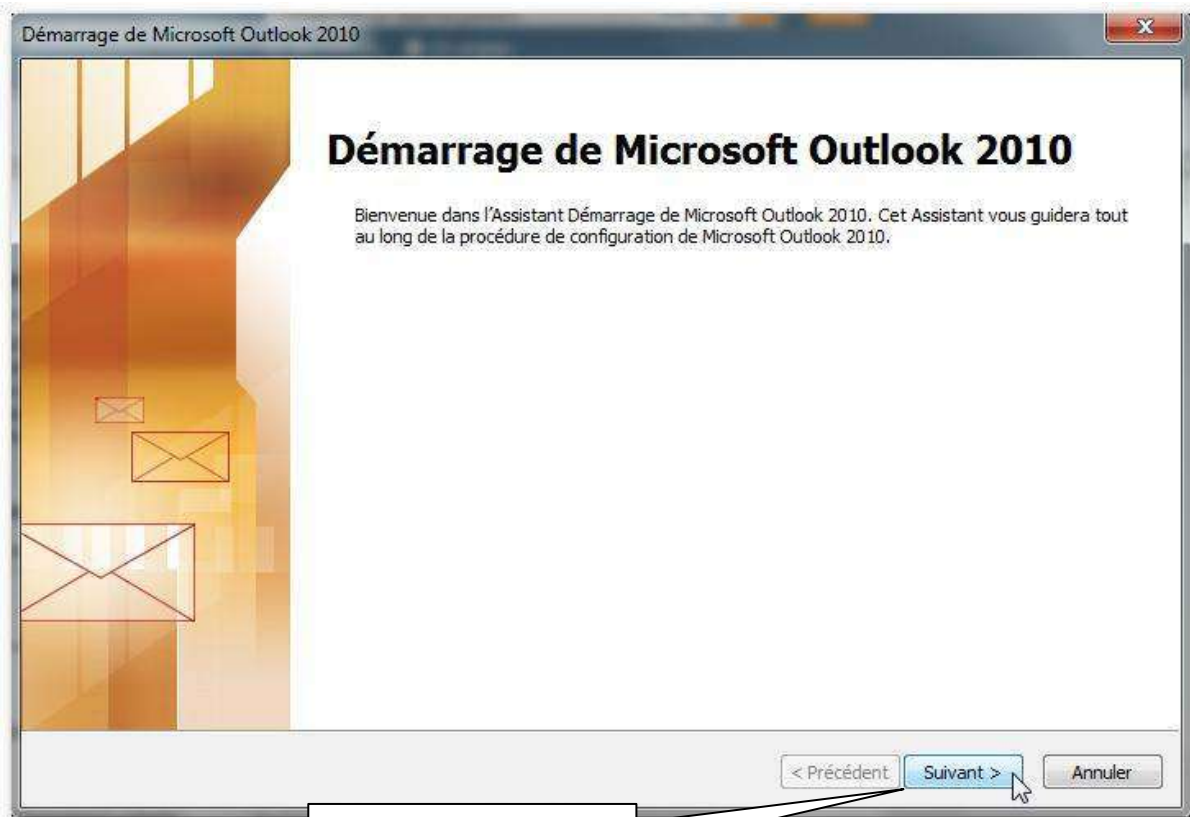 Démarrage de Microsoft Outlook 2010
Démarrage de Microsoft Outlook 2010
Bienvenue dans l'Assistant Démarrage de Microsoft Outlook 2010. Cet Assistant vous guidera tout
au long de la procédure de configuration de Microsoft Outlook 2010.
< Précédent Suivant > Annuler